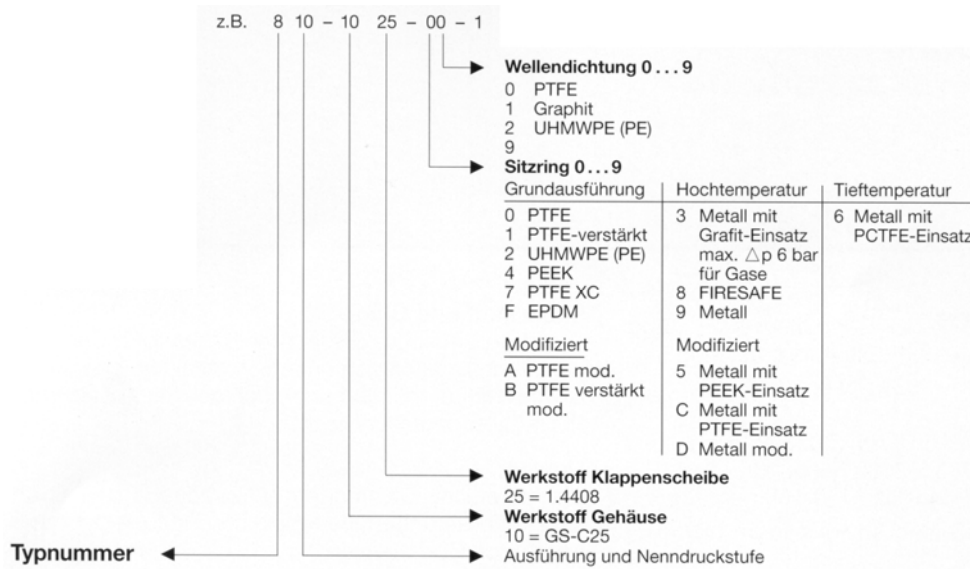 z.B. 8 10 – 10 25 – 00 – 1
Wellendichtung 0...9
0 PTFE
1 Graphit
2 UHMWPE (PE)
9
Sitzring 0...9
Grundausführung Hochtemperatur Tieftemperatur
0 PTFE 3 Metall mit 6 Metall mit
1 PTFE-verstärkt Grafit-Einsatz PCTFE-Einsatz
2 UHMWPE (PE) max. △p 6 bar
4 PEEK für Gase
7 PTFE XC 8 FIRESAFE
F EPDM 9 Metall
Modifiziert Modifiziert
A PTFE mod. 5 Metall mit
B PTFE verstärkt PEEK-Einsatz
mod. C Metall mit
PTFE-Einsatz
D Metall mod.
Werkstoff Klappenscheibe
25 = 1.4408
Werkstoff Gehäuse
10 = GS-C25
Typnummer Ausführung und Nenndruckstufe